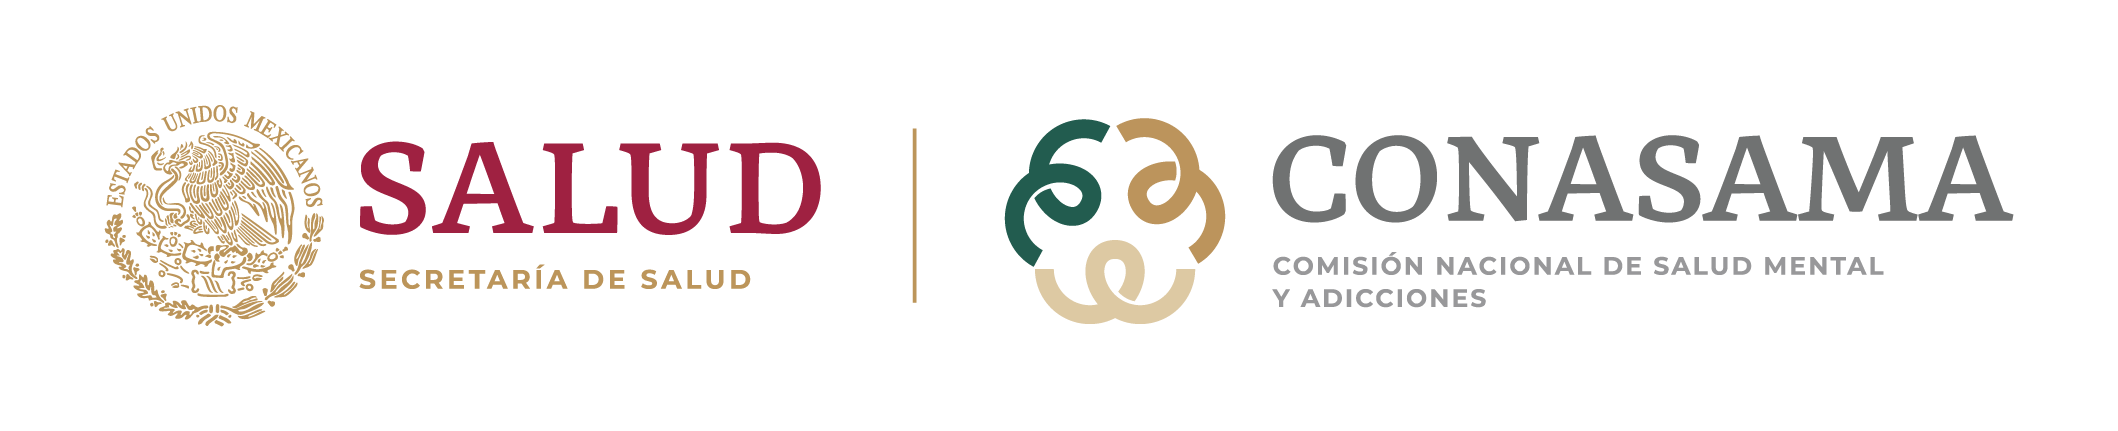 ESTADOS UNIDOS MEXICANOS
SALUD
SECRETARÍA DE SALUD
CONASAMA
COMISIÓN NACIONAL DE SALUD MENTAL
Y ADICCIONES